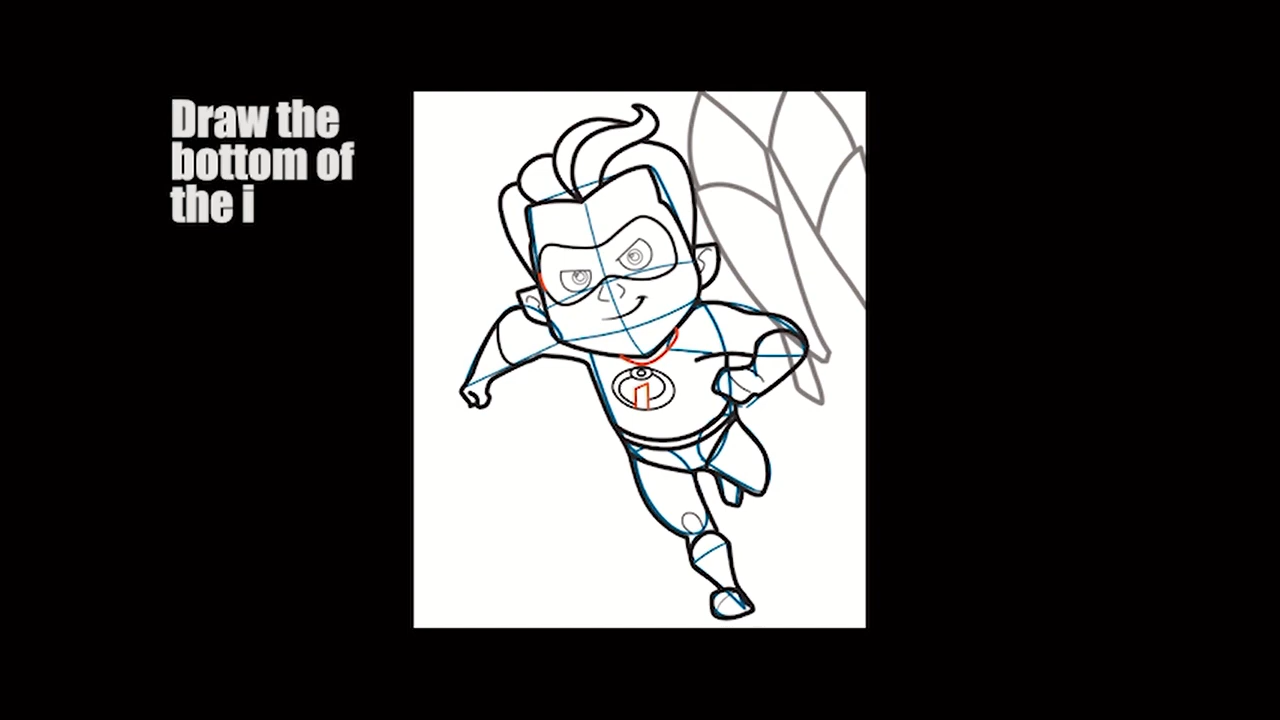 Draw the
bottom of
the i